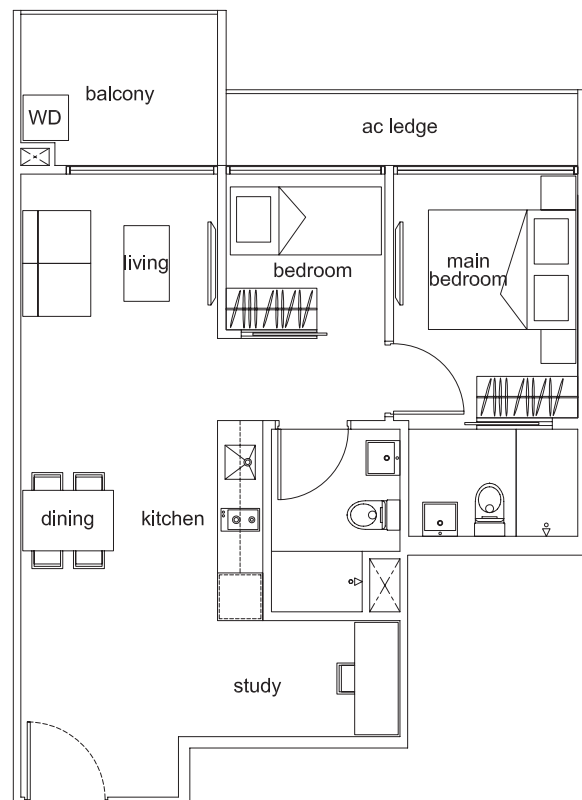 balcony
WD
ac ledge
living
bedroom
main
bedroom
dining
kitchen
study